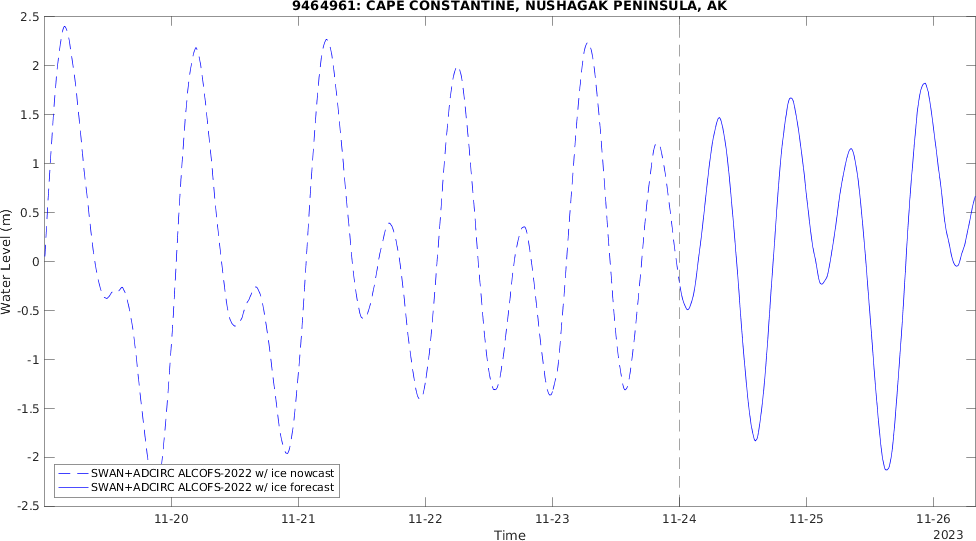 9464961: CAPE CONSTANTINE, NUSHAGAK PENINSULA, AK
Water Level (m)
2.5
2
1.5
1
0.5
0
-0.5
-1
-1.5
-2
-2.5
SWAN+ADCIRC ALCOFS-2022 w/ ice nowcast
SWAN+ADCIRC ALCOFS-2022 w/ ice forecast
11-20 11-21 11-22 11-23 11-24 11-25 11-26
Time
2023